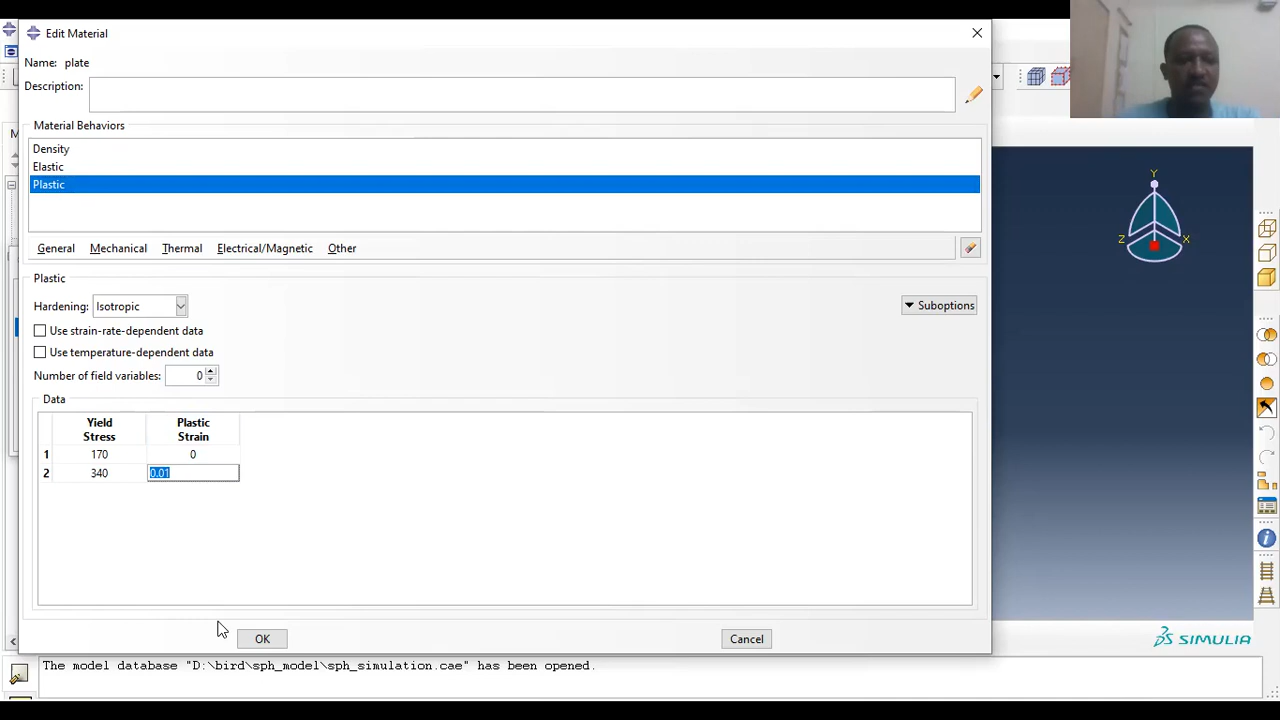 Edit Material
Name: plate
Description:
Material Behaviors
Density
Elastic
Plastic
General Mechanical Thermal Electrical/Magnetic Other
Plastic
Hardening: Isotropic
Suboptions
Use strain-rate-dependent data
Use temperature-dependent data
Number of field variables: 0
Data
Yield Stress Plastic Strain
1 170 0
2 340 0.01
OK Cancel
Y
Z X
SIMULIA
The model database "D:\bird\sph_model\sph_simulation.cae" has been opened.